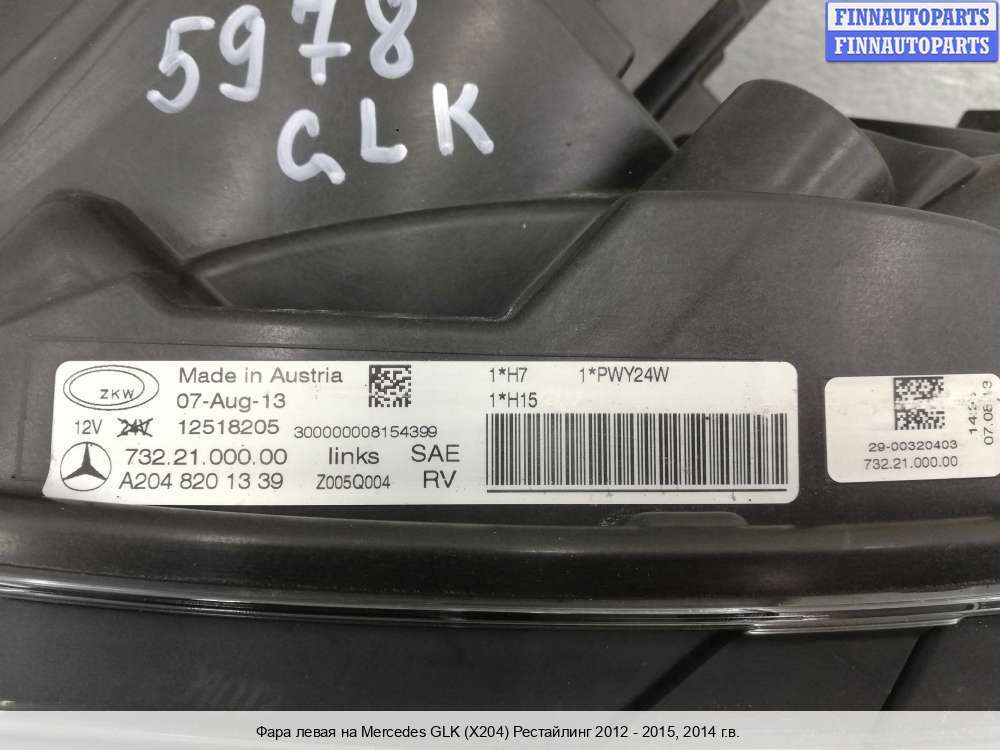 FINNAUTOPARTS
FINNAUTOPARTS
5978
GLK
ZKW
Made in Austria
07-Aug-13
12V 24V 12518205 300000008154399
732.21.000.00 links SAE
A204 820 13 39 Z005Q004 RV
1*H7 1*PWY24W
1*H15
29-00320403
732.21.000.00
Фара левая на Mercedes GLK (X204) Рестайлинг 2012 - 2015, 2014 г.в.